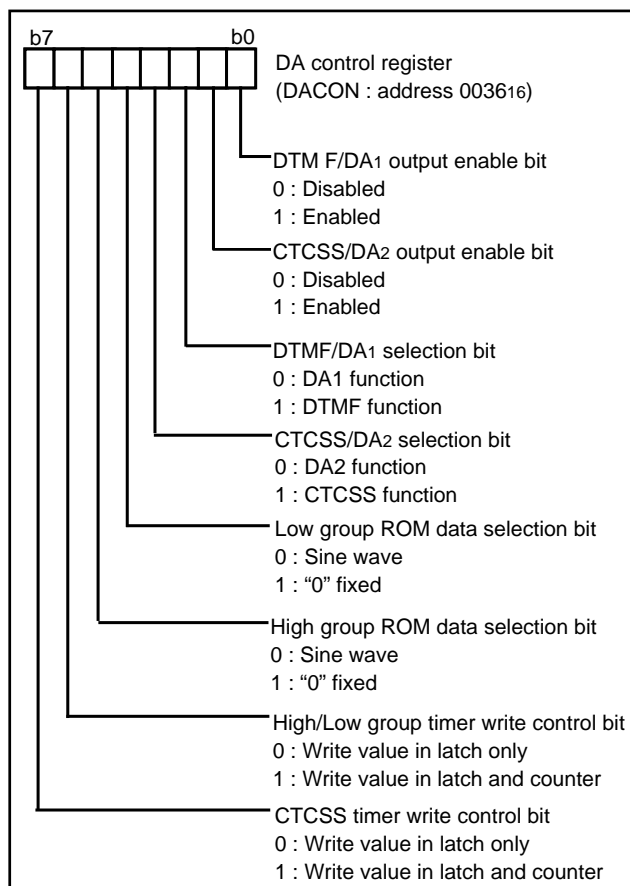 b7 b0
DA control register
(DACON : address 003616)
DTM F/DA1 output enable bit
0 : Disabled
1 : Enabled
CTCSS/DA2 output enable bit
0 : Disabled
1 : Enabled
DTMF/DA1 selection bit
0 : DA1 function
1 : DTMF function
CTCSS/DA2 selection bit
0 : DA2 function
1 : CTCSS function
Low group ROM data selection bit
0 : Sine wave
1 : “0” fixed
High group ROM data selection bit
0 : Sine wave
1 : “0” fixed
High/Low group timer write control bit
0 : Write value in latch only
1 : Write value in latch and counter
CTCSS timer write control bit
0 : Write value in latch only
1 : Write value in latch and counter